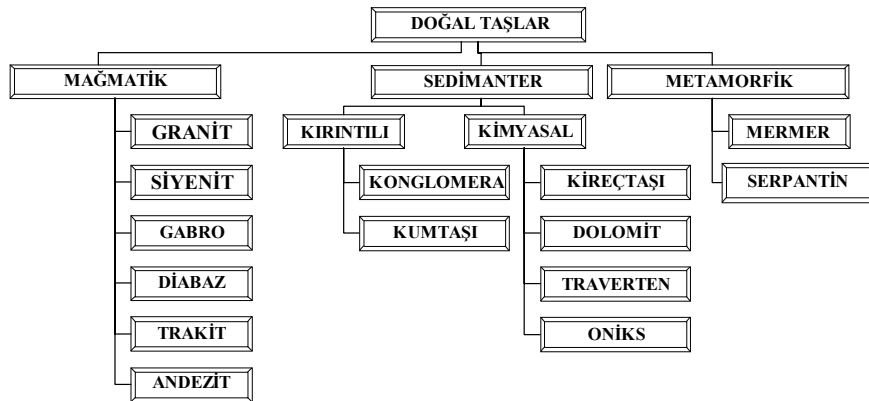 DOĞAL TAŞLAR
MAĞMATİK
SEDİMANTER
METAMORFİK
GRANİT
SİYENİT
GABRO
DİABAZ
TRAKİT
ANDEZİT
KIRINTILI
KONGLOMERA
KUMTAŞI
KİMYASAL
KİREÇTAŞI
DOLOMİT
TRAVERTEN
ONİKS
MERMER
SERPANTİN